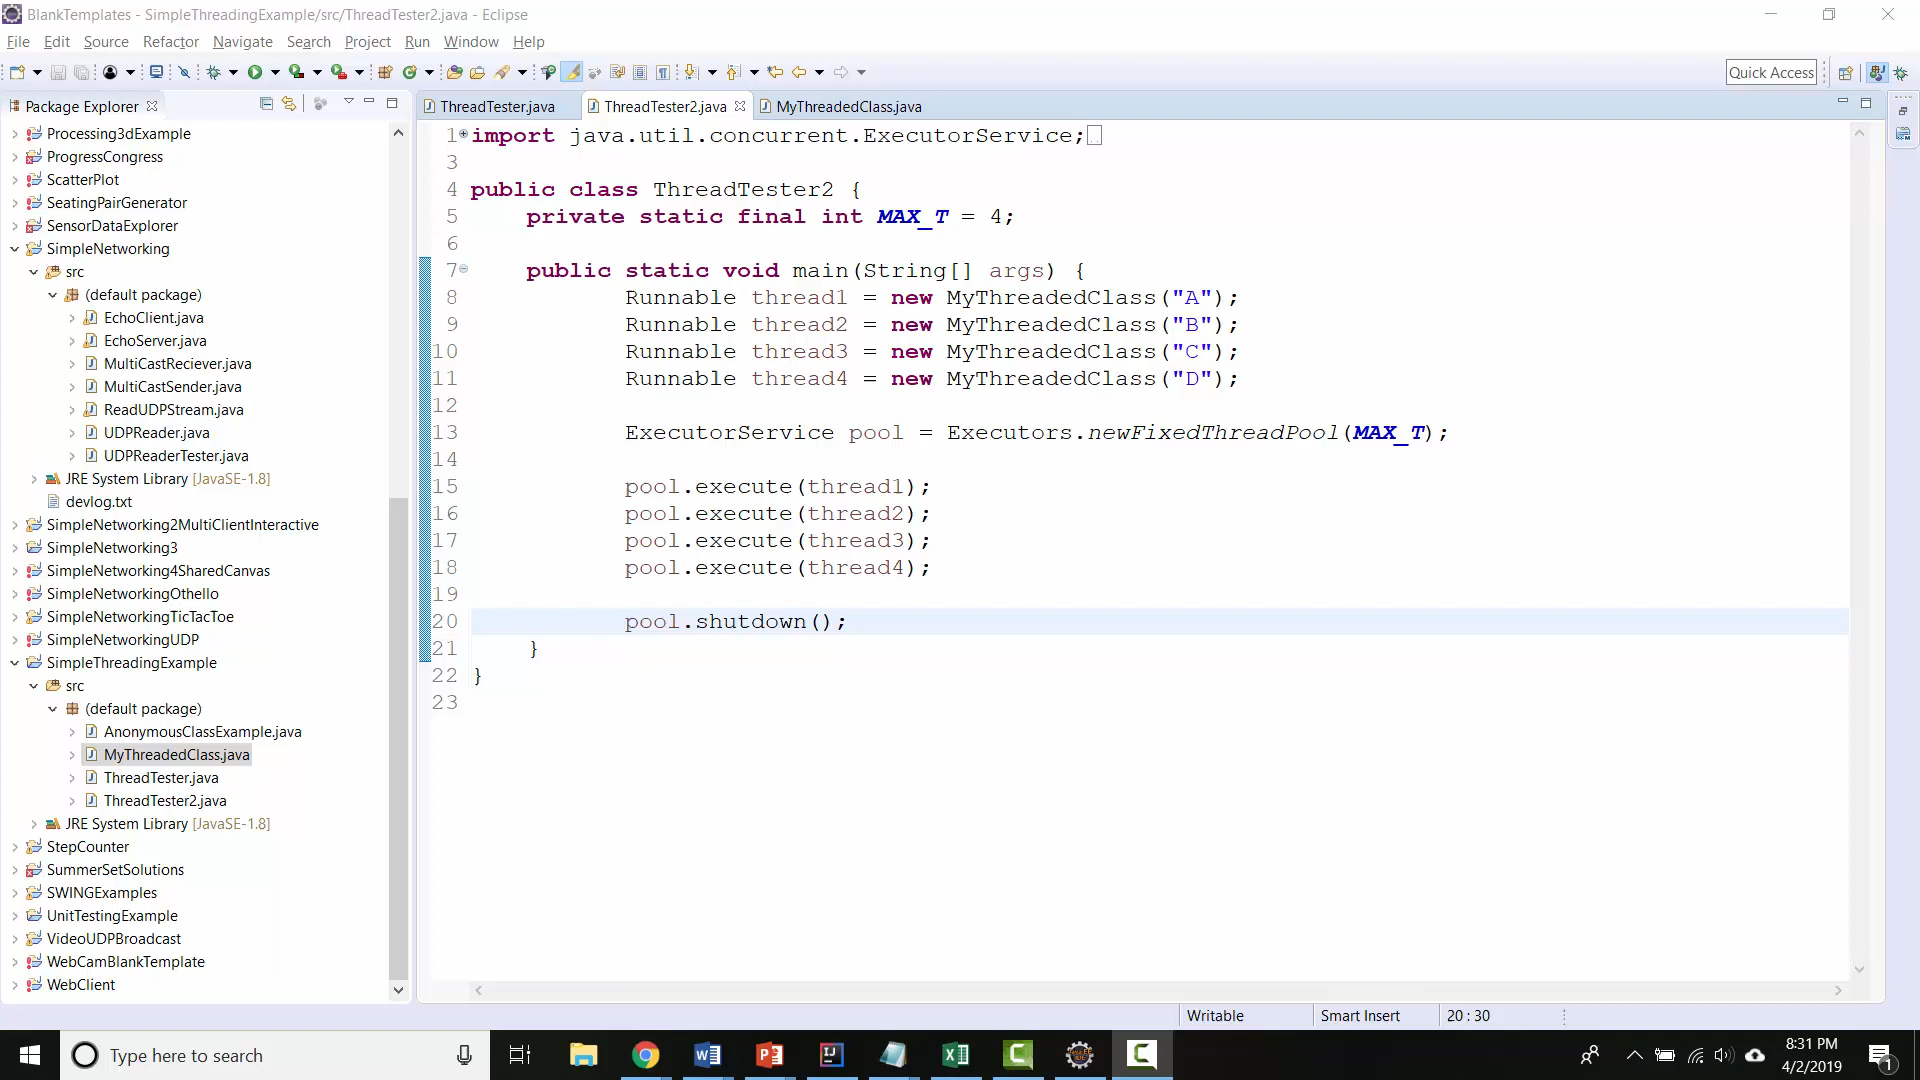 BlankTemplates - SimpleThreadingExample/src/ThreadTester2.java - Eclipse
File Edit Source Refactor Navigate Search Project Run Window Help
Quick Access
Package Explorer
ThreadTester.java ThreadTester2.java MyThreadedClass.java
Processing3dExample
ProgressCongress
ScatterPlot
SeatingPairGenerator
SensorDataExplorer
SimpleNetworking
src
(default package)
EchoClient.java
EchoServer.java
MultiCastReciever.java
MultiCastSender.java
ReadUDPStream.java
UDPReader.java
UDPReaderTester.java
JRE System Library [JavaSE-1.8]
devlog.txt
SimpleNetworking2MultiClientInteractive
SimpleNetworking3
SimpleNetworking4SharedCanvas
SimpleNetworkingOthello
SimpleNetworkingTicTacToe
SimpleNetworkingUDP
SimpleThreadingExample
src
(default package)
AnonymousClassExample.java
MyThreadedClass.java
ThreadTester.java
ThreadTester2.java
JRE System Library [JavaSE-1.8]
StepCounter
SummerSetSolutions
SWINGExamples
UnitTestingExample
VideoUDPBroadcast
WebCamBlankTemplate
WebClient
1 import java.util.concurrent.ExecutorService;
3
4 public class ThreadTester2 {
5 private static final int MAX_T = 4;
6
7 public static void main(String[] args) {
8 Runnable thread1 = new MyThreadedClass("A");
9 Runnable thread2 = new MyThreadedClass("B");
10 Runnable thread3 = new MyThreadedClass("C");
11 Runnable thread4 = new MyThreadedClass("D");
12
13 ExecutorService pool = Executors.newFixedThreadPool(MAX_T);
14
15 pool.execute(thread1);
16 pool.execute(thread2);
17 pool.execute(thread3);
18 pool.execute(thread4);
19
20 pool.shutdown();
21 }
22 }
23
Writable Smart Insert 20 : 30
Type here to search
8:31 PM
4/2/2019
1